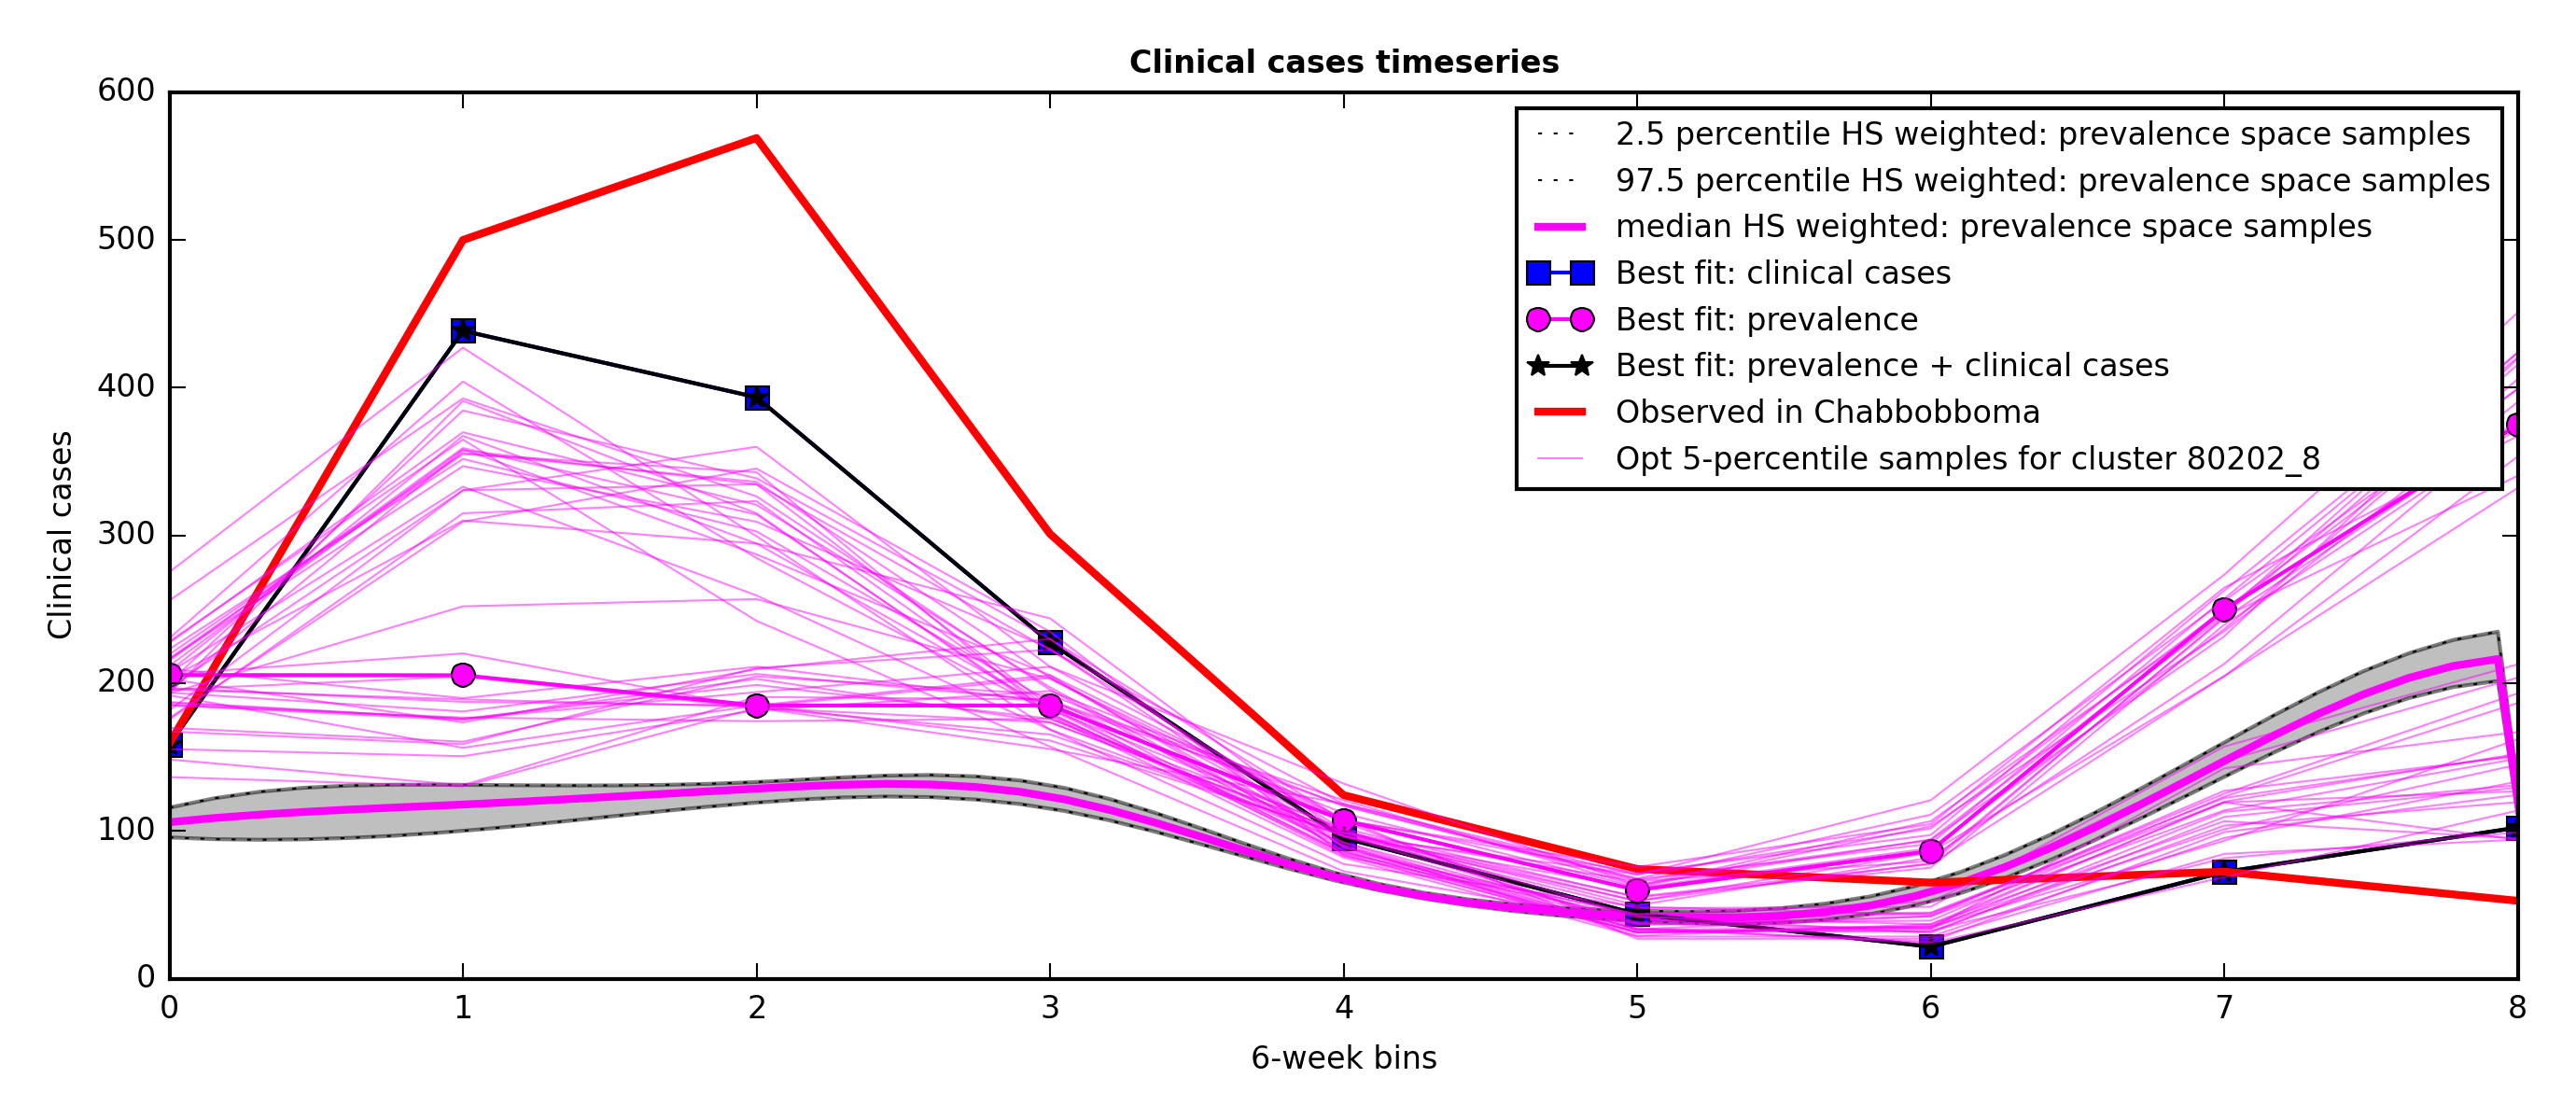 Clinical cases timeseries
600
500
400
300
200
100
0
Clinical cases
2.5 percentile HS weighted: prevalence space samples
97.5 percentile HS weighted: prevalence space samples
median HS weighted: prevalence space samples
Best fit: clinical cases
Best fit: prevalence
Best fit: prevalence + clinical cases
Observed in Chabbobboma
Opt 5-percentile samples for cluster 80202_8
0 1 2 3 4 5 6 7 8
6-week bins